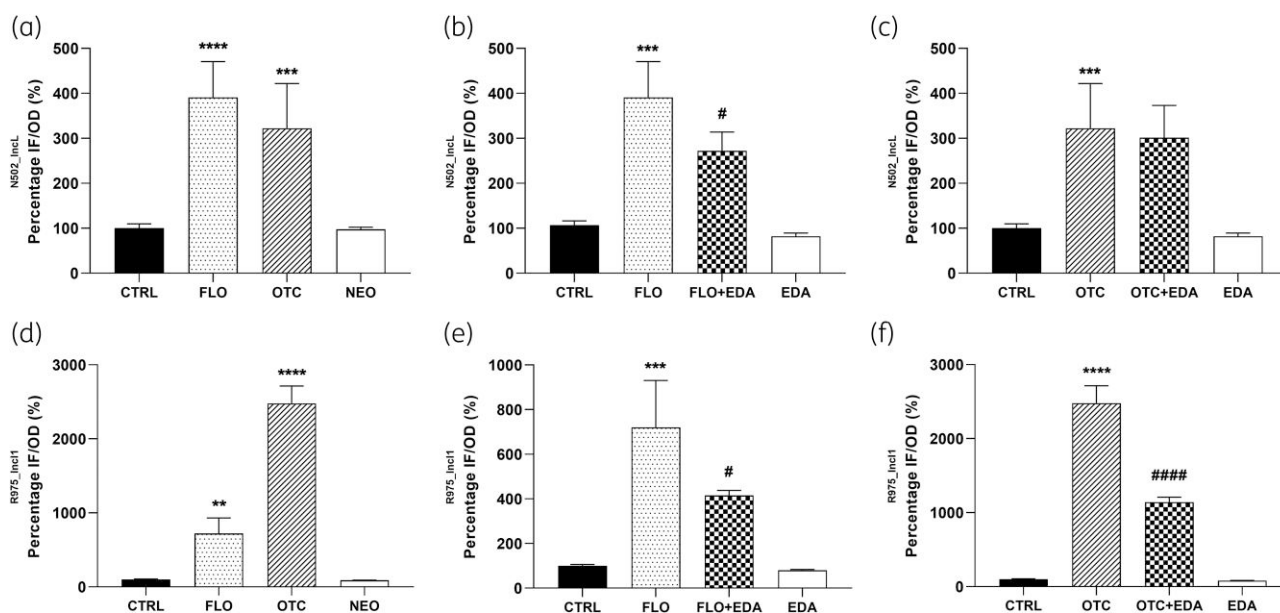 (a)
N502_IncL
Percentage IF/OD (%)
500
400
300
200
100
0
****
***
CTRL FLO OTC NEO
(b)
N502_IncL
Percentage IF/OD (%)
500
400
300
200
100
0
***
#
CTRL FLO FLO+EDA EDA
(c)
N502_IncL
Percentage IF/OD (%)
500
400
300
200
100
0
***
CTRL OTC OTC+EDA EDA
(d)
R975_IncI1
Percentage IF/OD (%)
3000
2000
1000
0
**
****
CTRL FLO OTC NEO
(e)
R975_IncI1
Percentage IF/OD (%)
1000
800
600
400
200
0
***
#
CTRL FLO FLO+EDA EDA
(f)
R975_IncI1
Percentage IF/OD (%)
3000
2000
1000
0
****
####
CTRL OTC OTC+EDA EDA